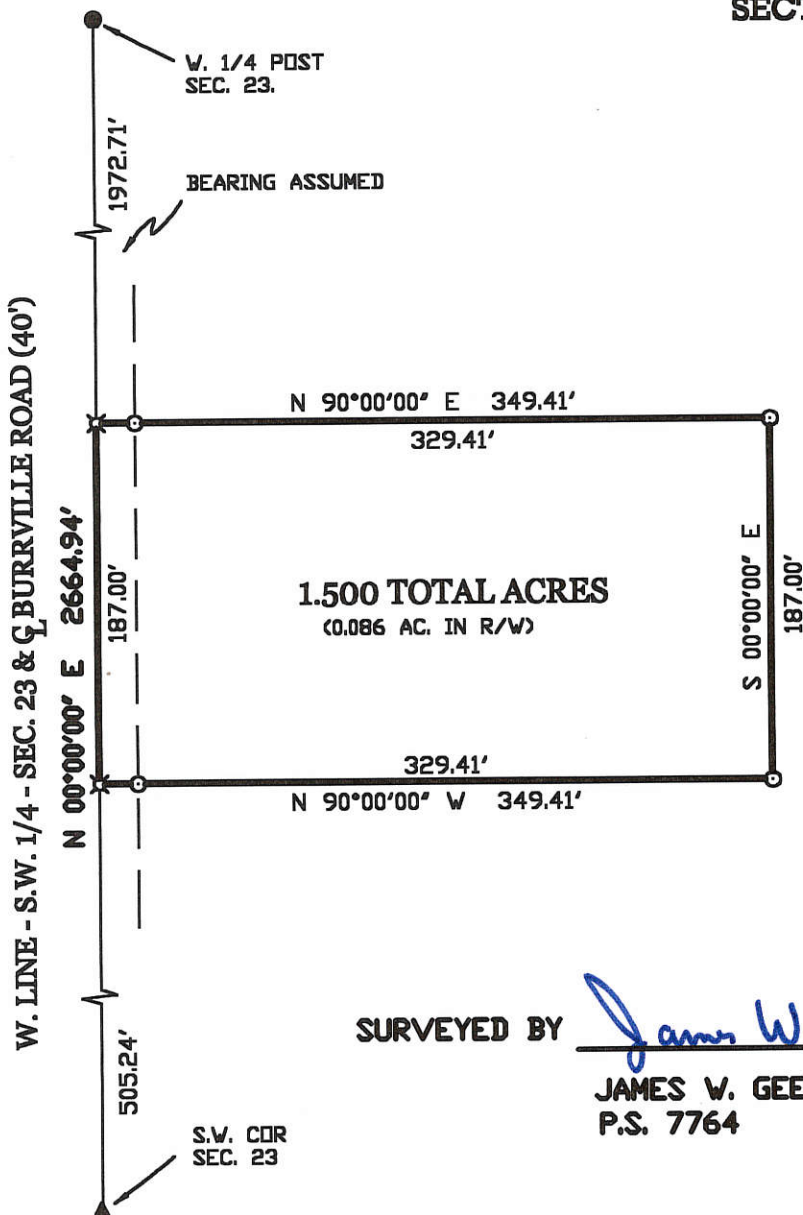 SEC
W. 1/4 POST
SEC. 23.
1972.71'
BEARING ASSUMED
W. LINE - S.W. 1/4 - SEC. 23 & ℄ BURRVILLE ROAD (40')
N 00°00'00" E 2664.94'
N 90°00'00" E 349.41'
329.41'
187.00'
1.500 TOTAL ACRES
(0.086 AC. IN R/W)
S 00°00'00" E
187.00'
329.41'
N 90°00'00" W 349.41'
505.24'
S.W. COR
SEC. 23
SURVEYED BY James W
JAMES W. GEE
P.S. 7764